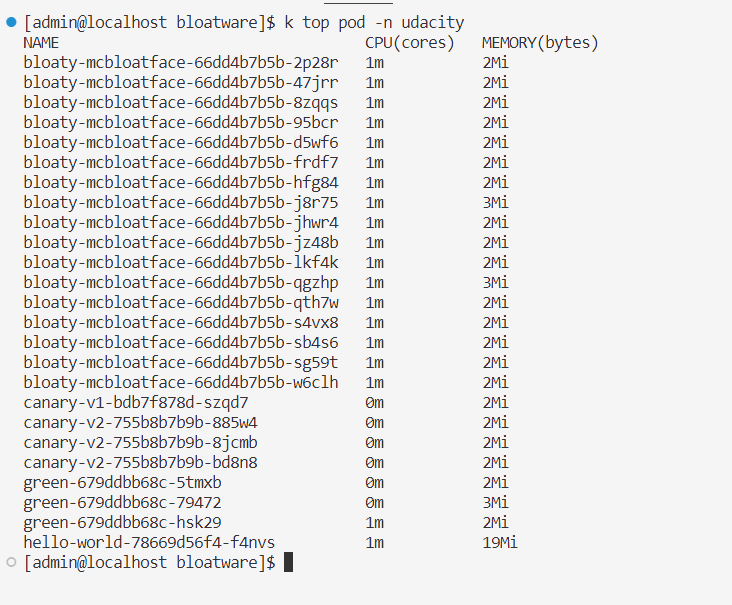 [admin@localhost bloatware]$ k top pod -n udacity
NAME CPU(cores) MEMORY(bytes)
bloaty-mcbloatface-66dd4b7b5b-2p28r 1m 2Mi
bloaty-mcbloatface-66dd4b7b5b-47jrr 1m 2Mi
bloaty-mcbloatface-66dd4b7b5b-8zqqs 1m 2Mi
bloaty-mcbloatface-66dd4b7b5b-95bcr 1m 2Mi
bloaty-mcbloatface-66dd4b7b5b-d5wf6 1m 2Mi
bloaty-mcbloatface-66dd4b7b5b-frdf7 1m 2Mi
bloaty-mcbloatface-66dd4b7b5b-hfg84 1m 2Mi
bloaty-mcbloatface-66dd4b7b5b-j8r75 1m 3Mi
bloaty-mcbloatface-66dd4b7b5b-jhwr4 1m 2Mi
bloaty-mcbloatface-66dd4b7b5b-jz48b 1m 2Mi
bloaty-mcbloatface-66dd4b7b5b-lkf4k 1m 2Mi
bloaty-mcbloatface-66dd4b7b5b-qgzhp 1m 3Mi
bloaty-mcbloatface-66dd4b7b5b-qth7w 1m 2Mi
bloaty-mcbloatface-66dd4b7b5b-s4vx8 1m 2Mi
bloaty-mcbloatface-66dd4b7b5b-sb4s6 1m 2Mi
bloaty-mcbloatface-66dd4b7b5b-sg59t 1m 2Mi
bloaty-mcbloatface-66dd4b7b5b-w6clh 1m 2Mi
canary-v1-bdb7f878d-szqd7 0m 2Mi
canary-v2-755b8b7b9b-885w4 0m 2Mi
canary-v2-755b8b7b9b-8jcmb 0m 2Mi
canary-v2-755b8b7b9b-bd8n8 0m 2Mi
green-679ddbb68c-5tmxb 0m 2Mi
green-679ddbb68c-79472 0m 3Mi
green-679ddbb68c-hsk29 1m 2Mi
hello-world-78669d56f4-f4nvs 1m 19Mi
[admin@localhost bloatware]$